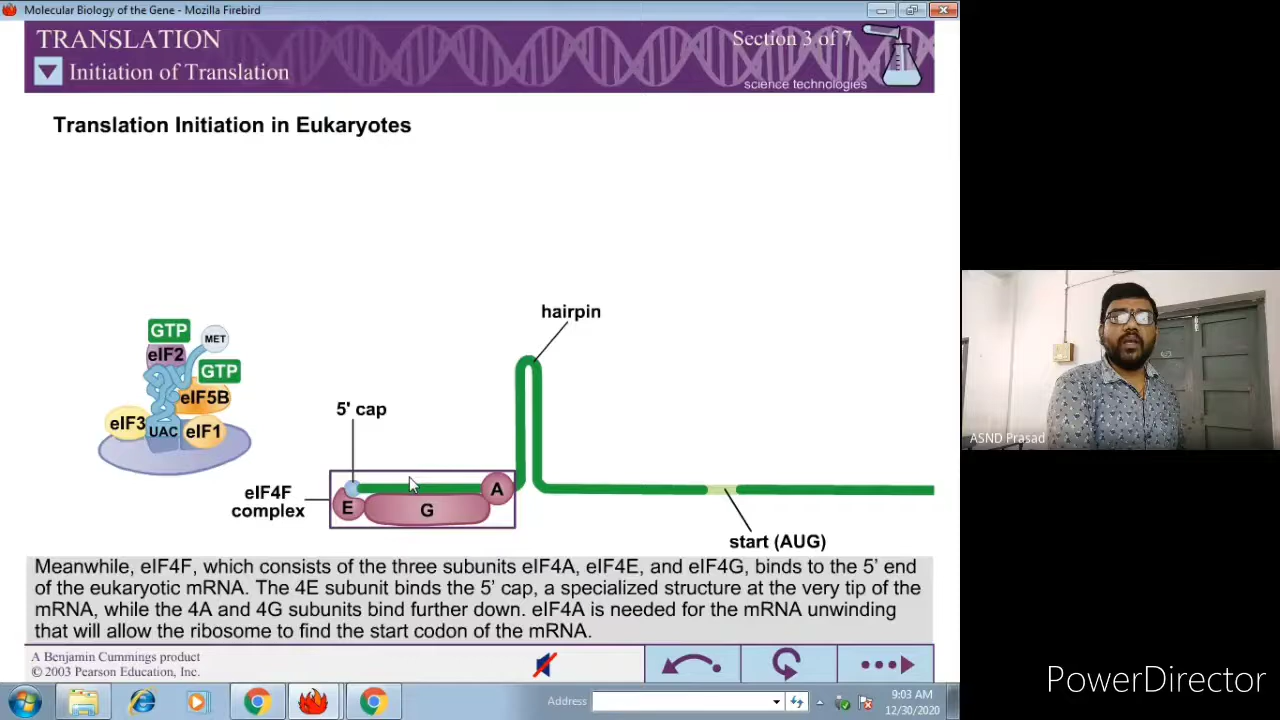 Molecular Biology of the Gene - Mozilla Firebird
TRANSLATION
Section 3 of 7
Initiation of Translation
science technologies
Translation Initiation in Eukaryotes
hairpin
GTP
MET
eIF2
GTP
eIF5B
eIF3
UAC
eIF1
5' cap
eIF4F
complex
E
G
A
start (AUG)
Meanwhile, eIF4F, which consists of the three subunits eIF4A, eIF4E, and eIF4G, binds to the 5’ end
of the eukaryotic mRNA. The 4E subunit binds the 5’ cap, a specialized structure at the very tip of the
mRNA, while the 4A and 4G subunits bind further down. eIF4A is needed for the mRNA unwinding
that will allow the ribosome to find the start codon of the mRNA.
A Benjamin Cummings product
© 2003 Pearson Education, Inc.
Address
9:03 AM
12/30/2020
ASND Prasad
PowerDirector